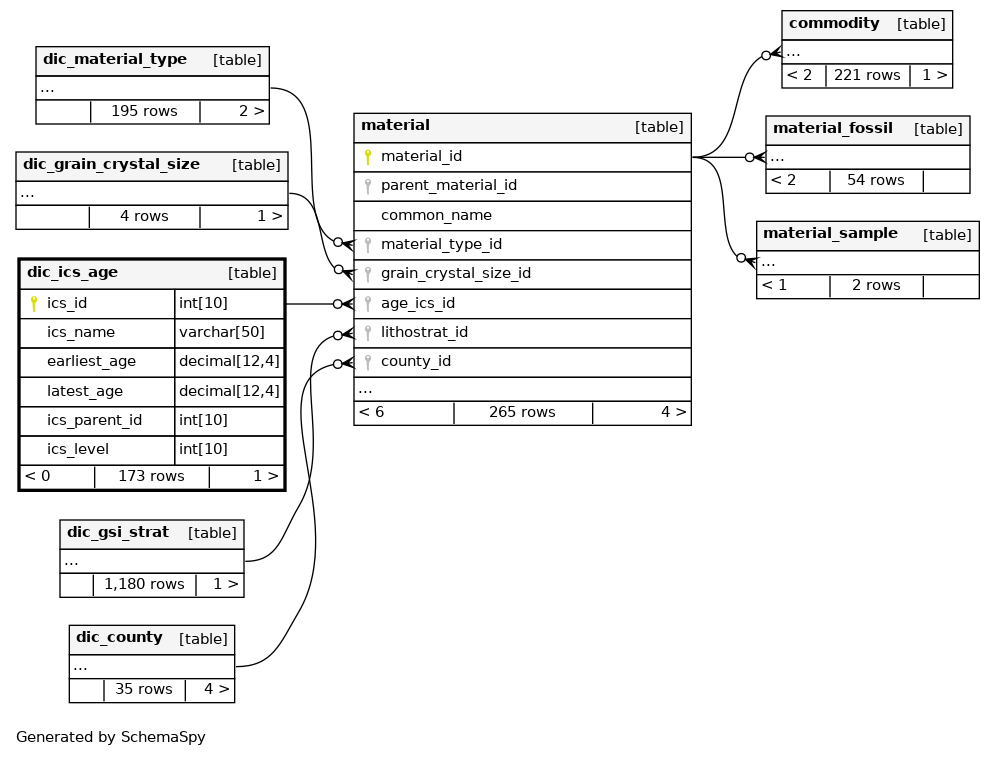 dic_material_type [table]
...
195 rows 2 >
dic_grain_crystal_size [table]
...
4 rows 1 >
dic_ics_age [table]
ics_id int[10]
ics_name varchar[50]
earliest_age decimal[12,4]
latest_age decimal[12,4]
ics_parent_id int[10]
ics_level int[10]
< 0 173 rows 1 >
dic_gsi_strat [table]
...
1,180 rows 1 >
dic_county [table]
...
35 rows 4 >
material [table]
material_id
parent_material_id
common_name
material_type_id
grain_crystal_size_id
age_ics_id
lithostrat_id
county_id
...
< 6 265 rows 4 >
commodity [table]
...
< 2 221 rows 1 >
material_fossil [table]
...
< 2 54 rows
material_sample [table]
...
< 1 2 rows
Generated by SchemaSpy